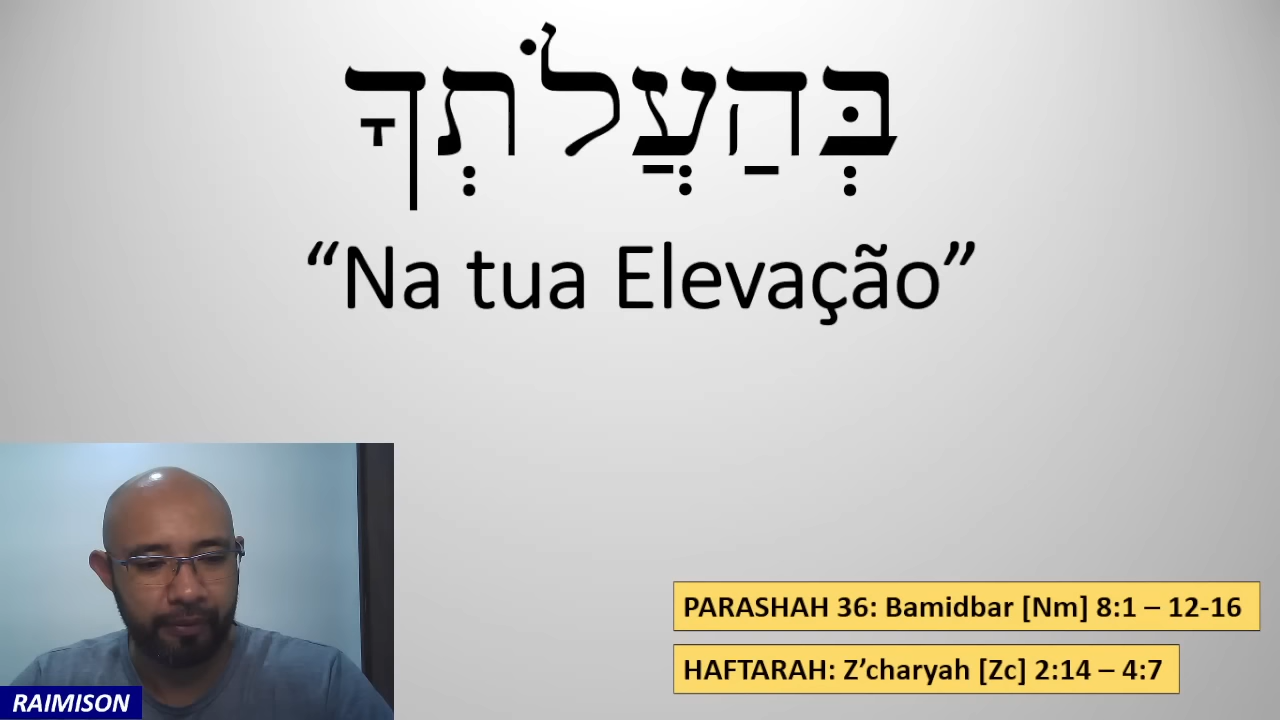 בְּהַעֲלֹתְךָ
“Na tua Elevação”
PARASHAH 36: Bamidbar [Nm] 8:1 – 12-16
HAFTARAH: Z’charyah [Zc] 2:14 – 4:7
RAIMISON